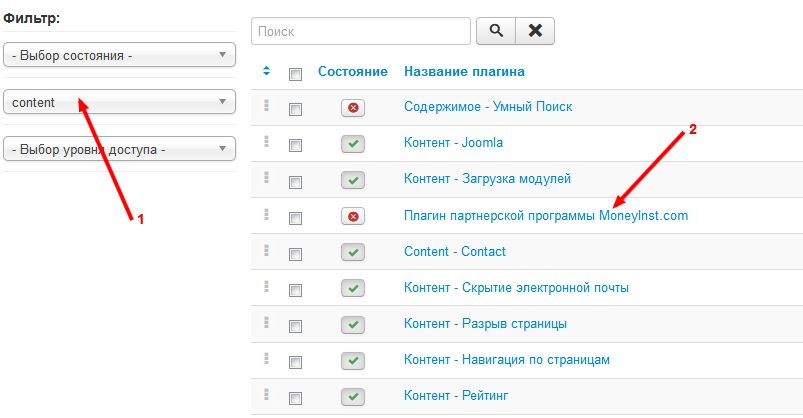 Фильтр:
- Выбор состояния -
content
- Выбор уровня доступа -
1
Поиск
Состояние Название плагина
Содержимое - Умный Поиск
Контент - Joomla
Контент - Загрузка модулей
2
Плагин партнерской программы MoneyInst.com
Content - Contact
Контент - Скрытие электронной почты
Контент - Разрыв страницы
Контент - Навигация по страницам
Контент - Рейтинг